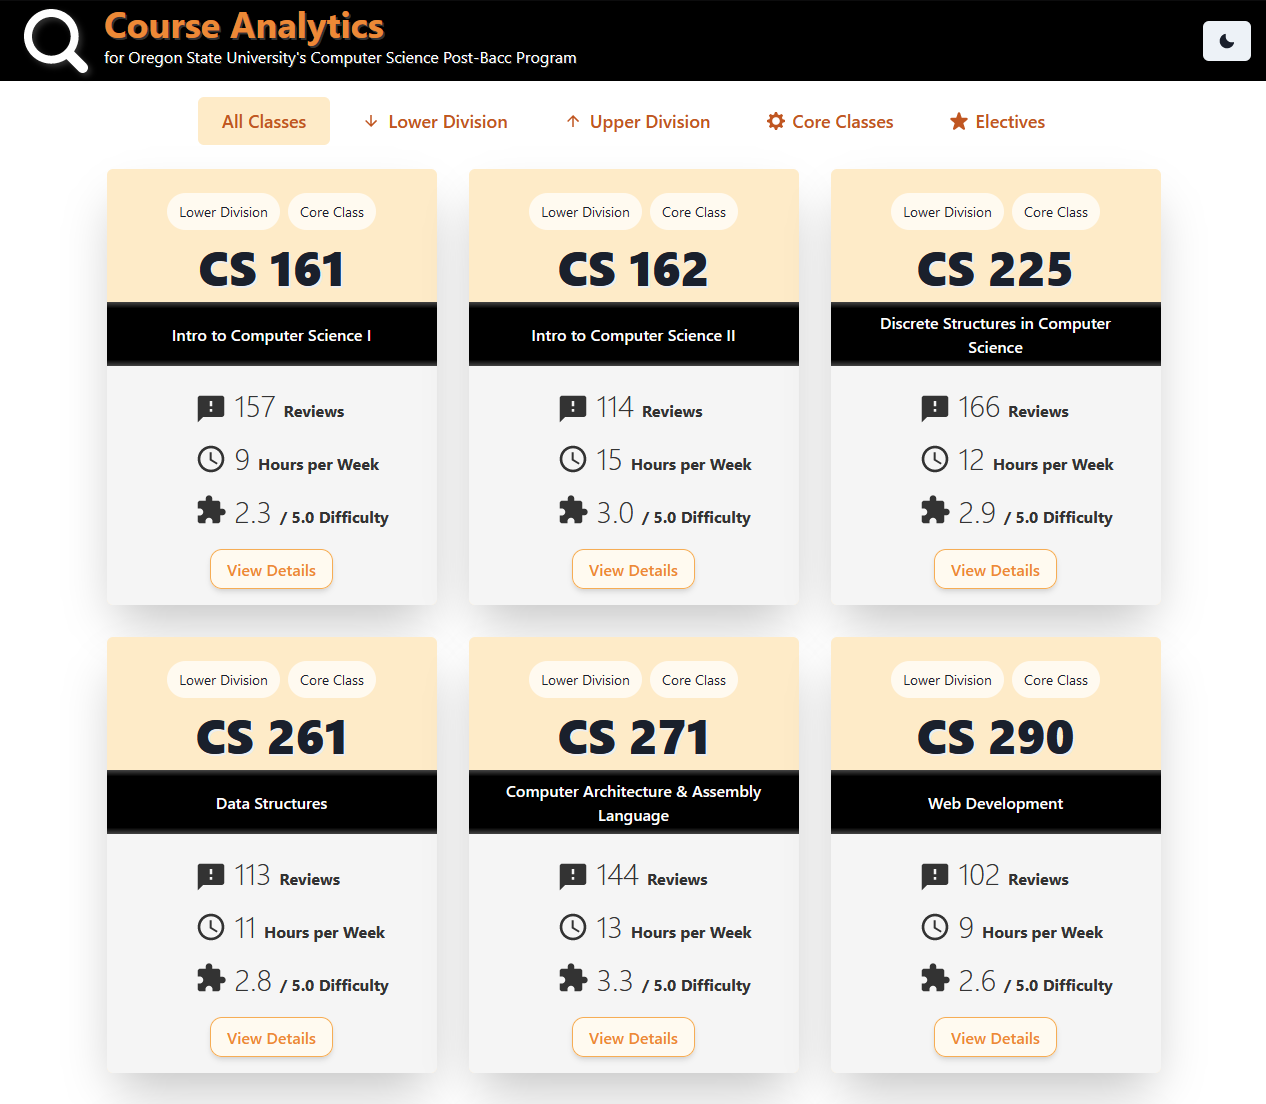 Course Analytics
for Oregon State University's Computer Science Post-Bacc Program
All Classes
Lower Division
Upper Division
Core Classes
Electives
Lower Division
Core Class
CS 161
Intro to Computer Science I
157 Reviews
9 Hours per Week
2.3 / 5.0 Difficulty
View Details
Lower Division
Core Class
CS 162
Intro to Computer Science II
114 Reviews
15 Hours per Week
3.0 / 5.0 Difficulty
View Details
Lower Division
Core Class
CS 225
Discrete Structures in Computer
Science
166 Reviews
12 Hours per Week
2.9 / 5.0 Difficulty
View Details
Lower Division
Core Class
CS 261
Data Structures
113 Reviews
11 Hours per Week
2.8 / 5.0 Difficulty
View Details
Lower Division
Core Class
CS 271
Computer Architecture & Assembly
Language
144 Reviews
13 Hours per Week
3.3 / 5.0 Difficulty
View Details
Lower Division
Core Class
CS 290
Web Development
102 Reviews
9 Hours per Week
2.6 / 5.0 Difficulty
View Details